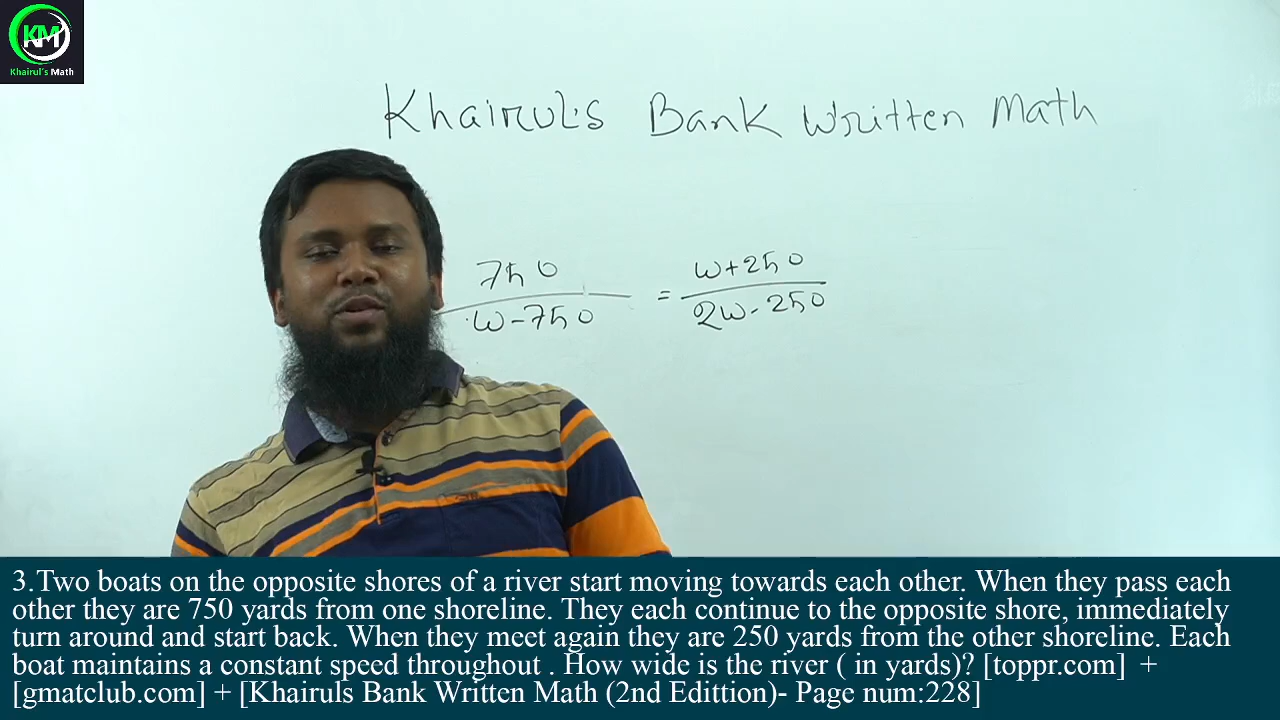 KM
Khairul's Math
Khairul's Bank Written Math
750
w-750
=
w+250
2w-250
3.Two boats on the opposite shores of a river start moving towards each other. When they pass each
other they are 750 yards from one shoreline. They each continue to the opposite shore, immediately
turn around and start back. When they meet again they are 250 yards from the other shoreline. Each
boat maintains a constant speed throughout . How wide is the river ( in yards)? [toppr.com] +
[gmatclub.com] + [Khairuls Bank Written Math (2nd Edittion)- Page num:228]